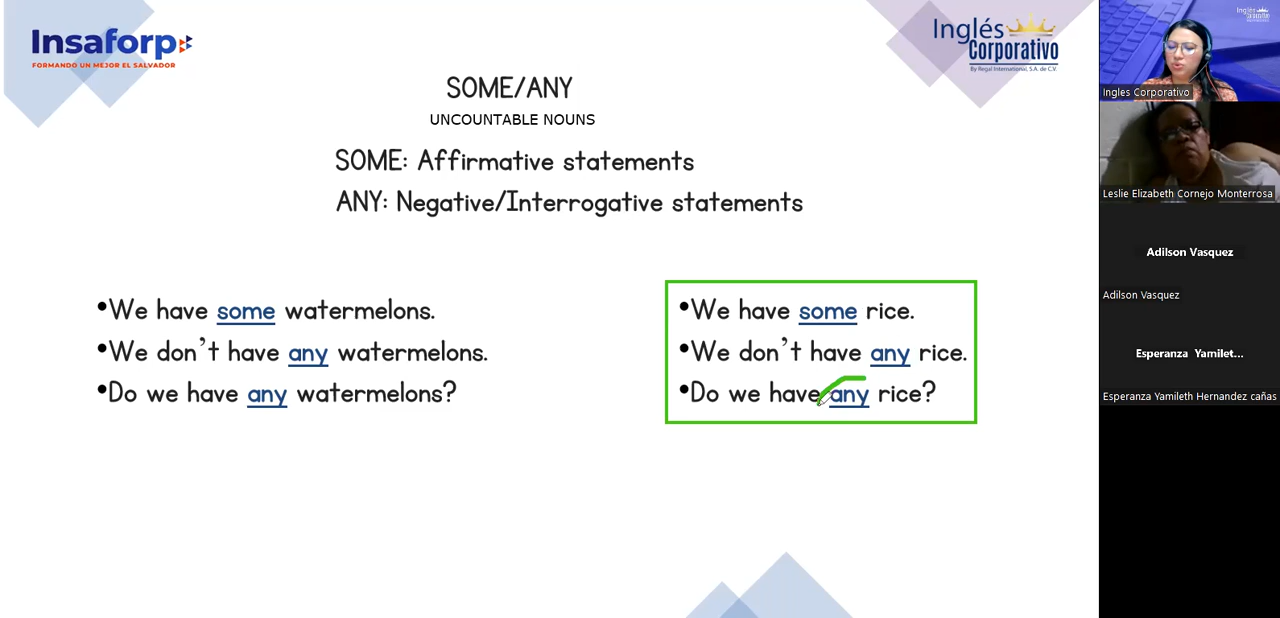 Insaforp
FORMANDO UN MEJOR EL SALVADOR
Inglés
Corporativo
By Regal International, S.A. de C.V.
SOME/ANY
UNCOUNTABLE NOUNS
SOME: Affirmative statements
ANY: Negative/Interrogative statements
•We have some watermelons.
•We don't have any watermelons.
•Do we have any watermelons?
•We have some rice.
•We don't have any rice.
•Do we have any rice?
Inglés
Ingles Corporativo
Leslie Elizabeth Cornejo Monterrosa
Adilson Vasquez
Adilson Vasquez
Esperanza Yamilet...
Esperanza Yamileth Hernandez cañas